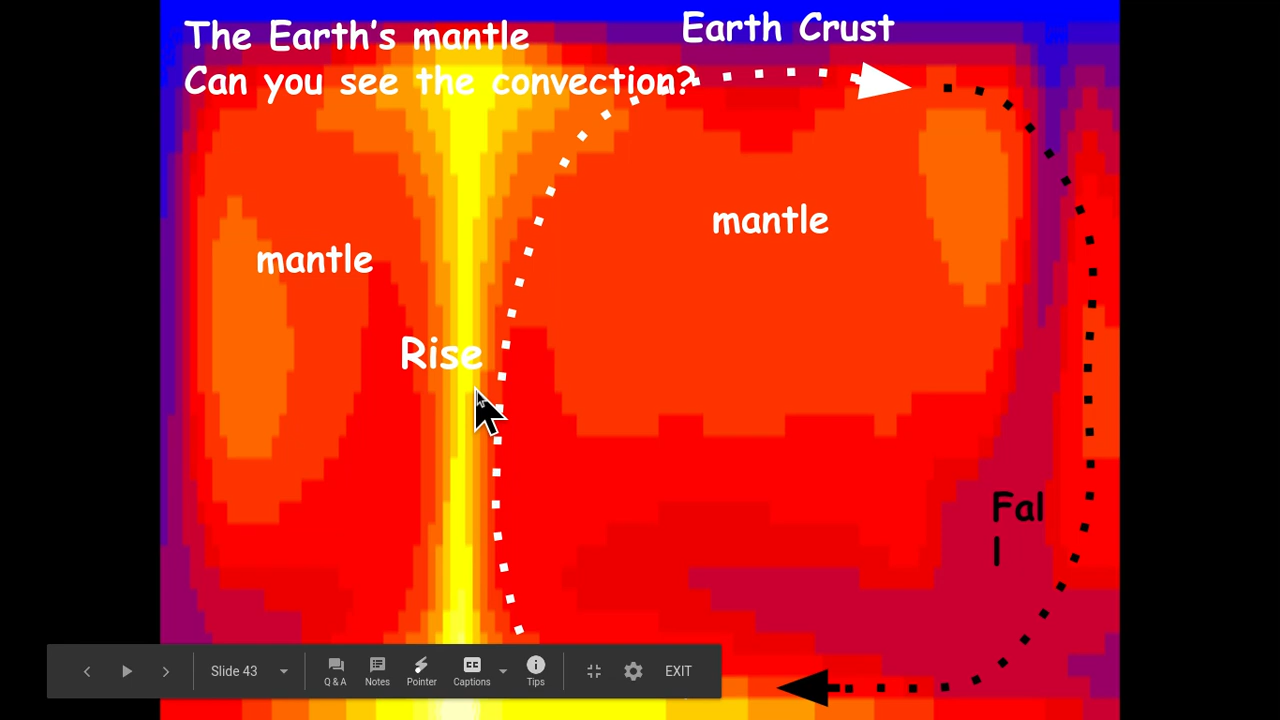 The Earth's mantle
Can you see the convection?
Earth Crust
mantle
mantle
Rise
Fal
l
Slide 43
Q & A
Notes
Pointer
CC
Captions
Tips
EXIT